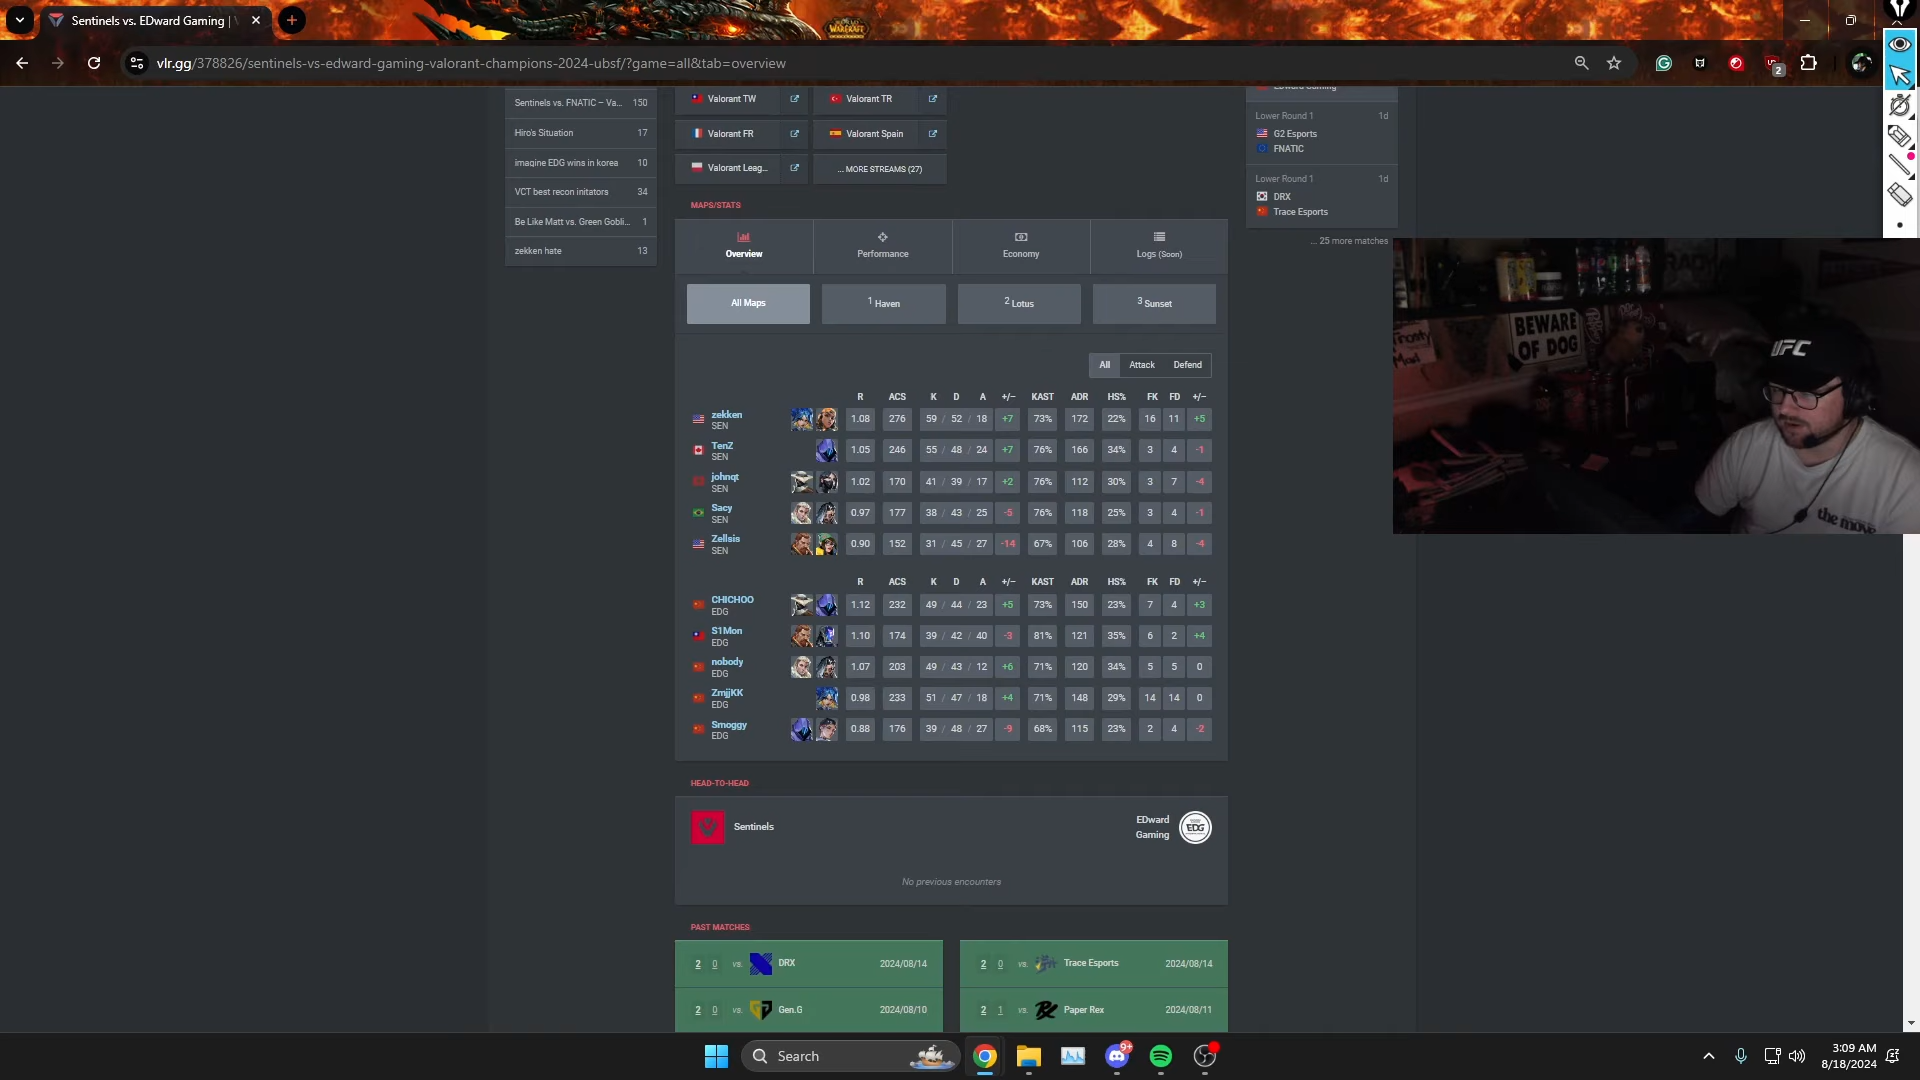 Sentinels vs. EDward Gaming |
vlr.gg/378826/sentinels-vs-edward-gaming-valorant-champions-2024-ubsf/?game=all&tab=overview
2
Sentinels vs. FNATIC – Va... 150
Hiro's Situation 17
imagine EDG wins in korea 10
VCT best recon initators 34
Be Like Matt vs. Green Gobli... 1
zekken hate 13
Valorant TW Valorant TR
Valorant FR Valorant Spain
Valorant Leag... ... MORE STREAMS (27)
Lower Round 1 1d
G2 Esports
FNATIC
Lower Round 1 1d
DRX
Trace Esports
... 25 more matches
MAPS/STATS
Overview Performance Economy Logs (Soon)
All Maps 1 Haven 2 Lotus 3 Sunset
All Attack Defend
R ACS K D A +/– KAST ADR HS% FK FD +/–
zekken SEN 1.08 276 59 / 52 / 18 +7 73% 172 22% 16 11 +5
TenZ SEN 1.05 246 55 / 48 / 24 +7 76% 166 34% 3 4 -1
johnqt SEN 1.02 170 41 / 39 / 17 +2 76% 112 30% 3 7 -4
Sacy SEN 0.97 177 38 / 43 / 25 -5 76% 118 25% 3 4 -1
Zellsis SEN 0.90 152 31 / 45 / 27 -14 67% 106 28% 4 8 -4
R ACS K D A +/– KAST ADR HS% FK FD +/–
CHICHOO EDG 1.12 232 49 / 44 / 23 +5 73% 150 23% 7 4 +3
S1Mon EDG 1.10 174 39 / 42 / 40 -3 81% 121 35% 6 2 +4
nobody EDG 1.07 203 49 / 43 / 12 +6 71% 120 34% 5 5 0
ZmjjKK EDG 0.98 233 51 / 47 / 18 +4 71% 148 29% 14 14 0
Smoggy EDG 0.88 176 39 / 48 / 27 -9 68% 115 23% 2 4 -2
HEAD-TO-HEAD
Sentinels EDward Gaming EDG
No previous encounters
PAST MATCHES
2 0 vs. DRX 2024/08/14
2 0 vs. Trace Esports 2024/08/14
2 0 vs. Gen.G 2024/08/10
2 1 vs. Paper Rex 2024/08/11
BEWARE OF DOG
UFC
the move
Search
9+
3:09 AM
8/18/2024